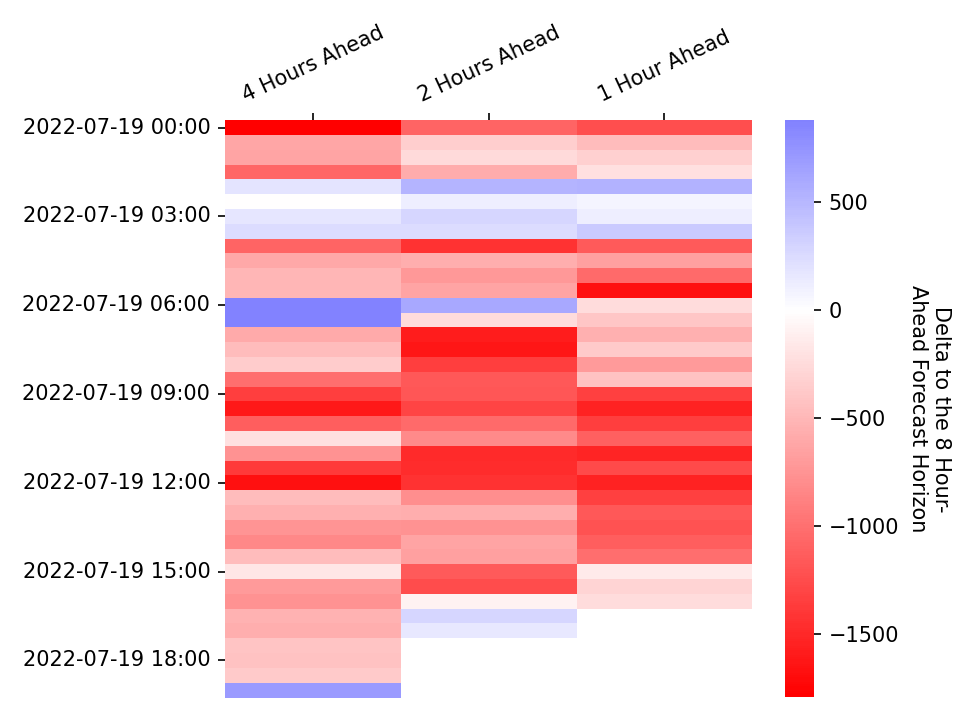 4 Hours Ahead
2 Hours Ahead
1 Hour Ahead
2022-07-19 00:00
2022-07-19 03:00
2022-07-19 06:00
2022-07-19 09:00
2022-07-19 12:00
2022-07-19 15:00
2022-07-19 18:00
500
0
−500
−1000
−1500
Delta to the 8 Hour-
Ahead Forecast Horizon